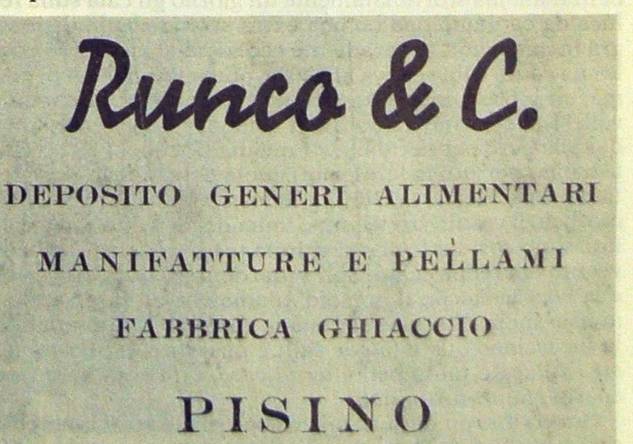 Runco & C.
DEPOSITO GENERI ALIMENTARI
MANIFATTURE E PELLAMI
FABBRICA GHIACCIO
PISINO